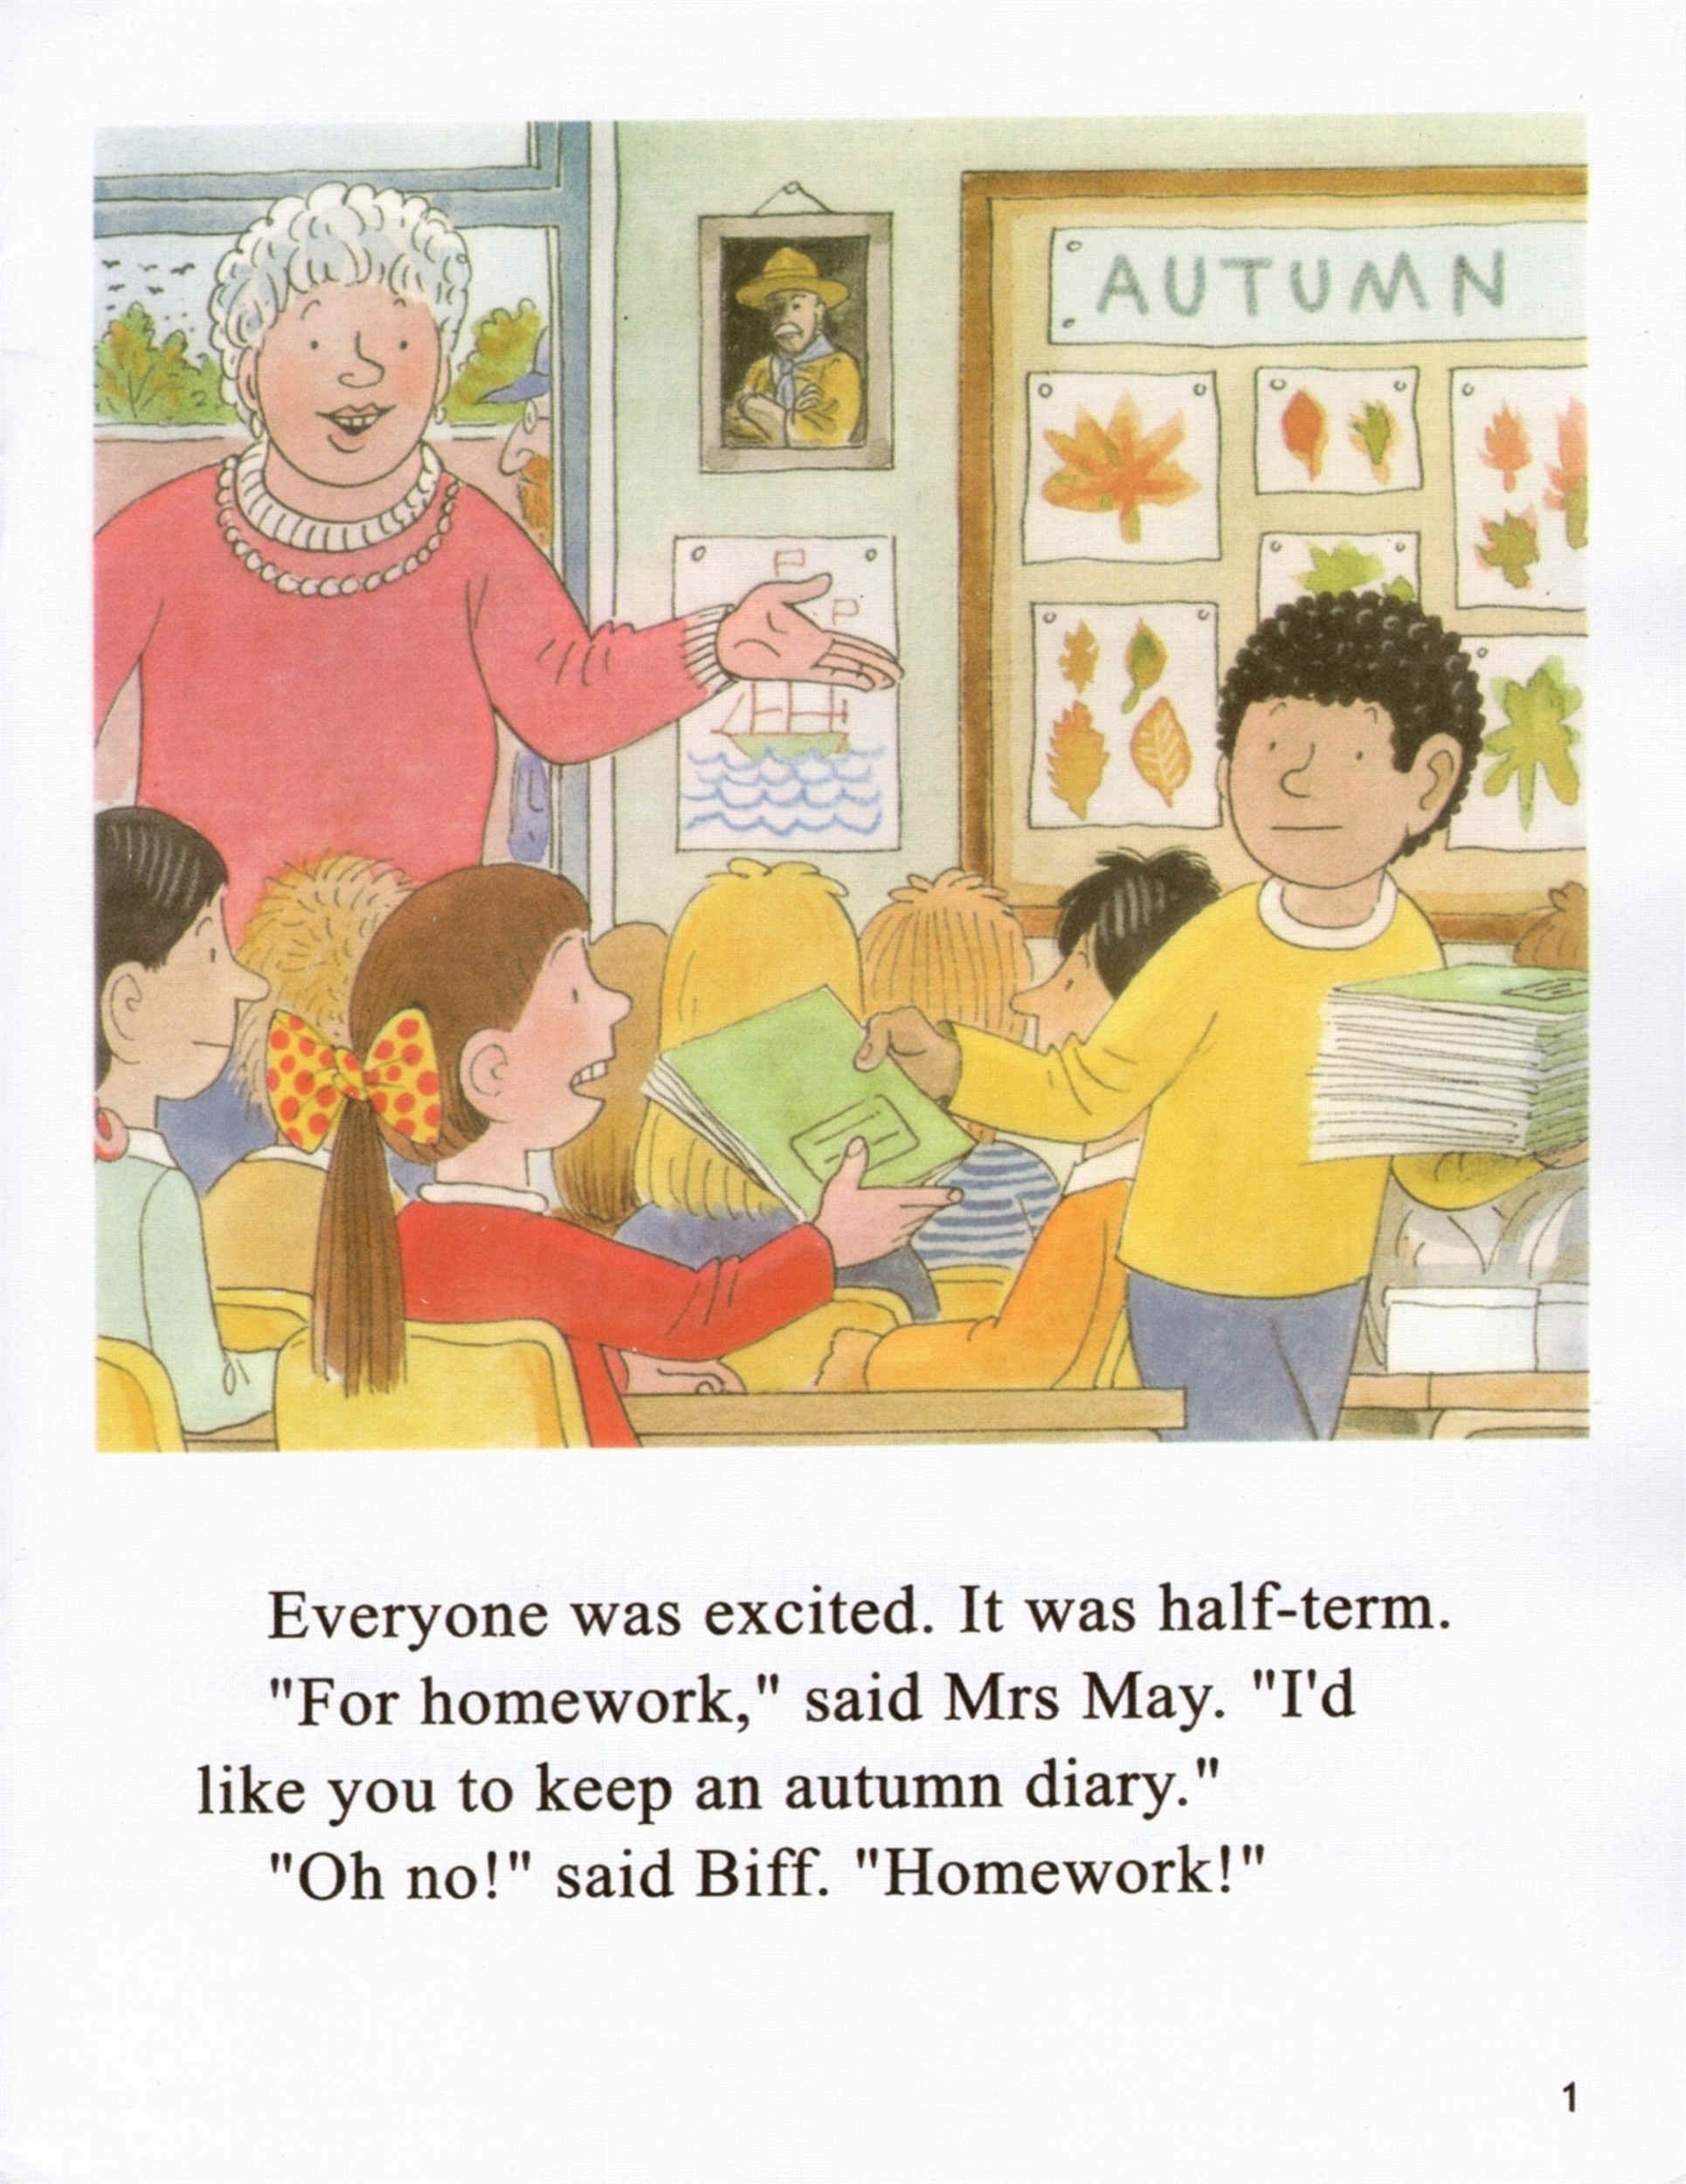 AUTUMN
Everyone was excited. It was half-term.
"For homework," said Mrs May. "I'd
like you to keep an autumn diary."
"Oh no!" said Biff. "Homework!"
1